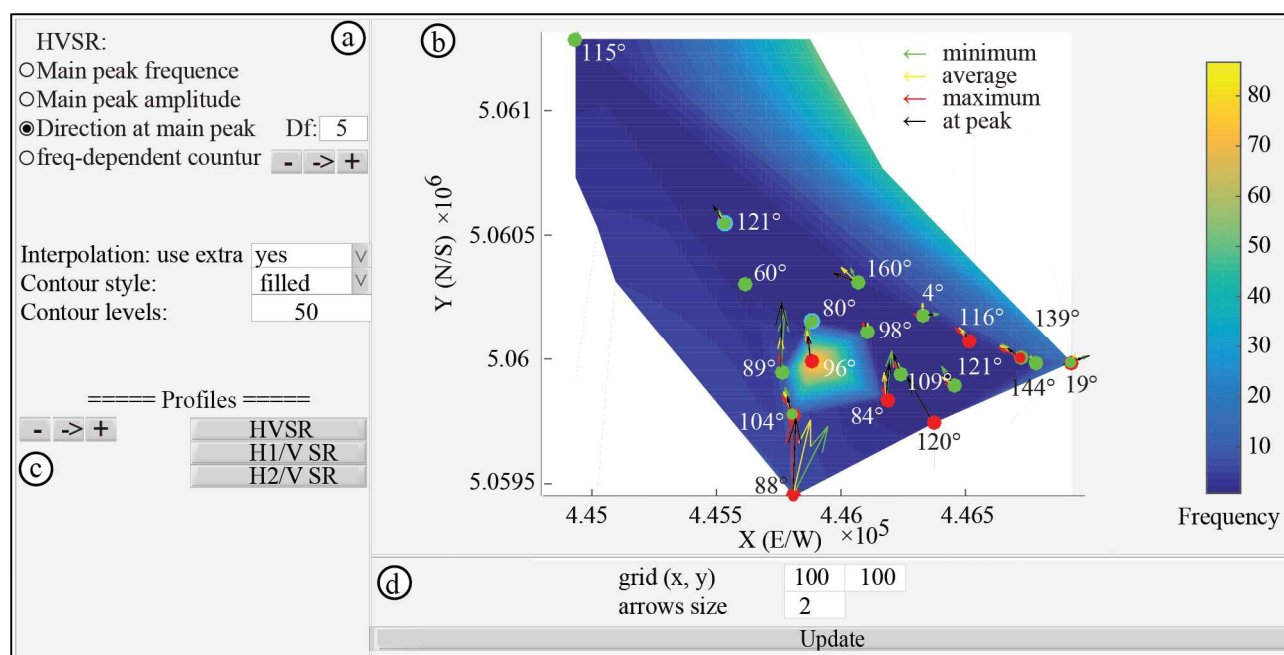 HVSR:
a
Main peak frequence
Main peak amplitude
Direction at main peak Df: 5
freq-dependent countur - -> +
Interpolation: use extra yes
Contour style: filled
Contour levels: 50
===== Profiles =====
- -> +
HVSR
H1/V SR
H2/V SR
c
b
minimum
average
maximum
at peak
115°
121°
60°
160°
80°
4°
98°
116°
139°
89°
96°
121°
109°
144°
19°
104°
84°
120°
88°
5.061
5.0605
5.06
5.0595
Y (N/S) ×10⁶
4.45 4.455 4.46 4.465
X (E/W) ×10⁵
80
70
60
50
40
30
20
10
Frequency
d
grid (x, y) 100 100
arrows size 2
Update